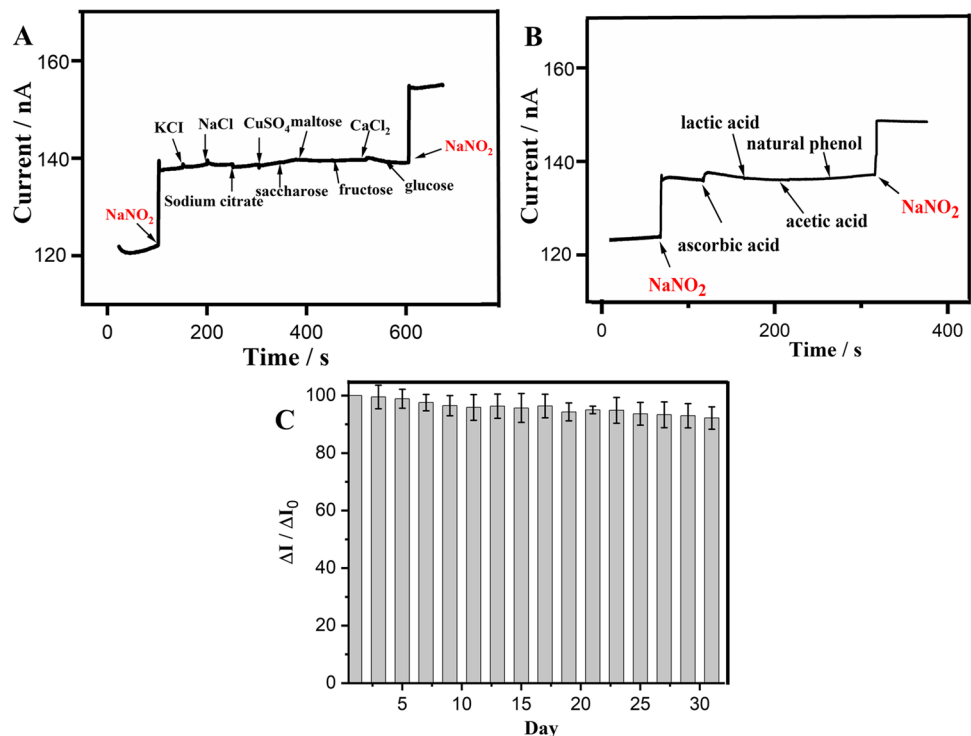 A
Current / nA
160
140
120
KCI
NaCl
CuSO4 maltose
CaCl2
NaNO2
Sodium citrate
saccharose
fructose
glucose
NaNO2
0
200
400
600
Time / s
B
Current / nA
160
140
120
lactic acid
natural phenol
ascorbic acid
acetic acid
NaNO2
NaNO2
0
200
400
Time / s
C
ΔI / ΔI0
100
80
60
40
20
0
5
10
15
20
25
30
Day